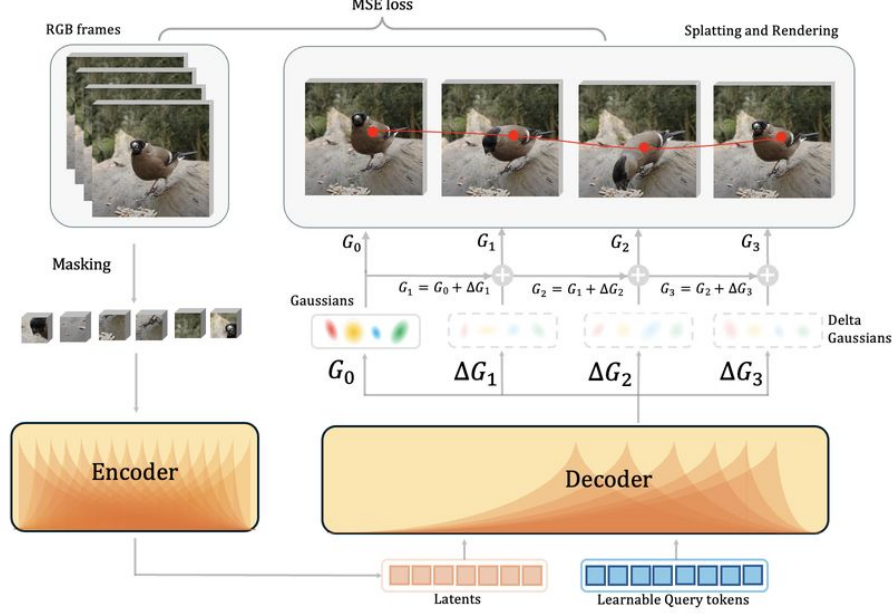 MSE loss
RGB frames
Splatting and Rendering
Masking
G₀
G₁
G₂
G₃
G₁ = G₀ + ΔG₁
G₂ = G₁ + ΔG₂
G₃ = G₂ + ΔG₃
Gaussians
Delta
Gaussians
G₀
ΔG₁
ΔG₂
ΔG₃
Encoder
Decoder
Latents
Learnable Query tokens